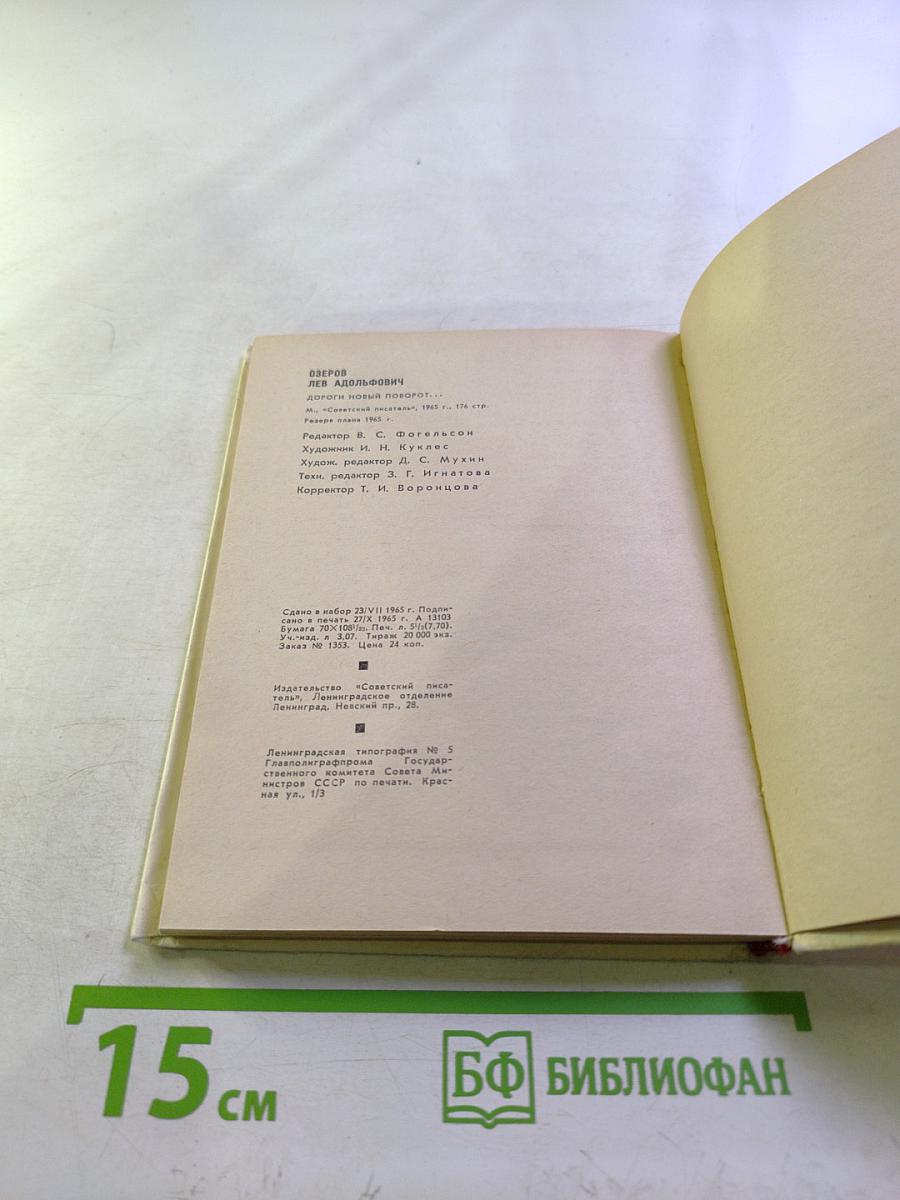 ОЗЕРОВ
ЛЕВ АДОЛЬФОВИЧ
ДОРОГИ НОВЫЙ ПОВОРОТ...
М., «Советский писатель», 1965 г., 176 стр.
Резерв плана 1965 г.
Редактор В. С. Фогельсон
Художник И. Н. Куклес
Худож. редактор Д. С. Мухин
Техн. редактор З. Г. Игнатова
Корректор Т. И. Воронцова
Сдано в набор 23/VII 1965 г. Подпи-
сано в печать 27/X 1965 г. А 13103
Бумага 70×108¹/₃₂. Печ. л. 5¹/₂(7,70).
Уч.-изд. л 3,07. Тираж 20 000 экз.
Заказ № 1353. Цена 24 коп.
Издательство «Советский писа-
тель», Ленинградское отделение
Ленинград, Невский пр., 28.
Ленинградская типография № 5
Главполиграфпрома Государ-
ственного комитета Совета Ми-
нистров СССР по печати. Крас-
ная ул., 1/3
15 см
БФ БИБЛИОФАН